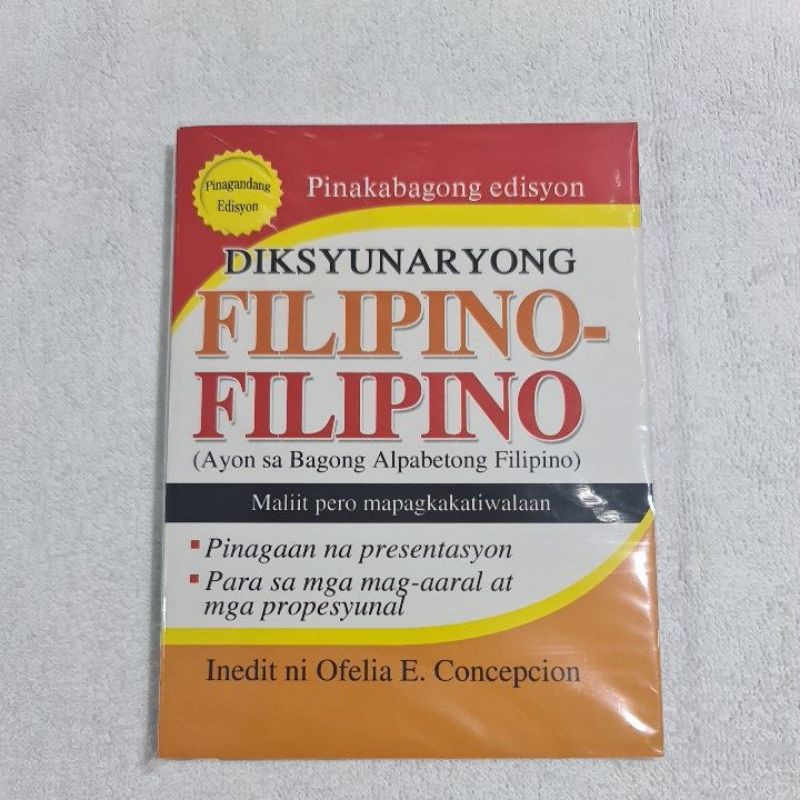 Pinagandang
Edisyon
Pinakabagong edisyon
DIKSYUNARYONG
FILIPINO-
FILIPINO
(Ayon sa Bagong Alpabetong Filipino)
Maliit pero mapagkakatiwalaan
▪ Pinagaan na presentasyon
▪ Para sa mga mag-aaral at
mga propesyunal
Inedit ni Ofelia E. Concepcion